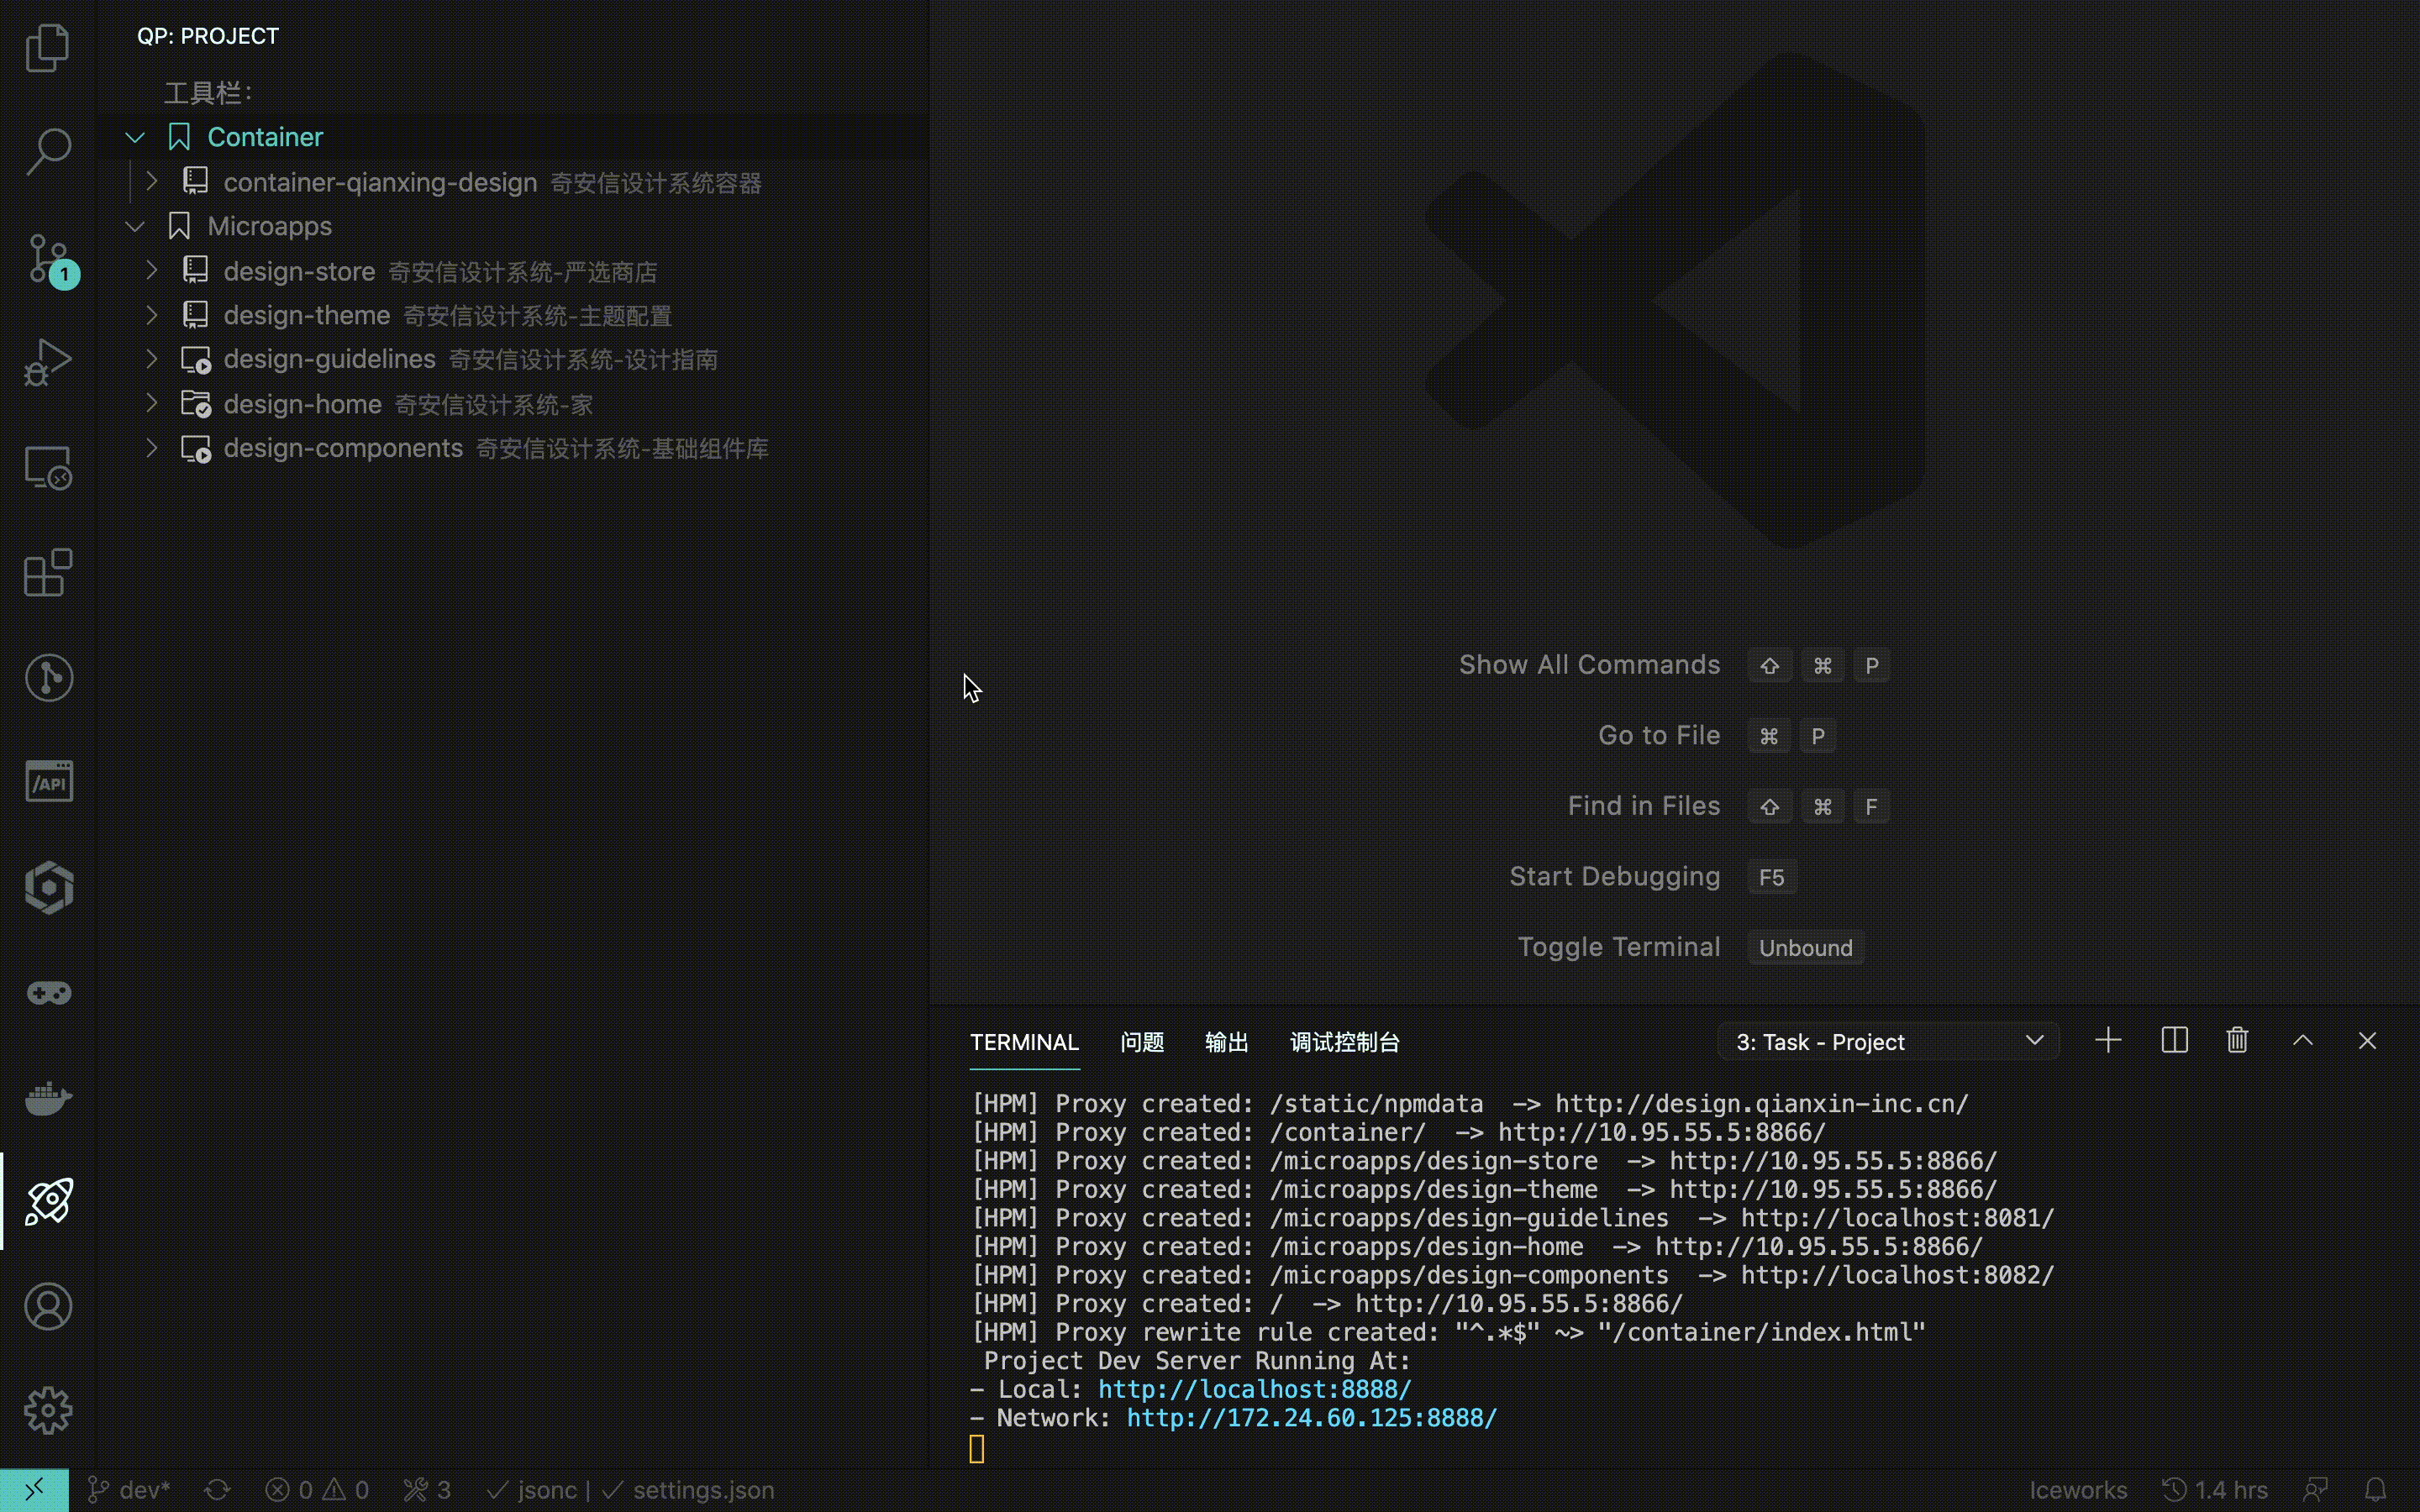 QP: PROJECT
工具栏:
Container
container-qianxing-design 奇安信设计系统容器
Microapps
design-store 奇安信设计系统-严选商店
design-theme 奇安信设计系统-主题配置
design-guidelines 奇安信设计系统-设计指南
design-home 奇安信设计系统-家
design-components 奇安信设计系统-基础组件库
1
/API
Show All Commands ⇧ ⌘ P
Go to File ⌘ P
Find in Files ⇧ ⌘ F
Start Debugging F5
Toggle Terminal Unbound
TERMINAL 问题 输出 调试控制台 3: Task - Project
[HPM] Proxy created: /static/npmdata  -> http://design.qianxin-inc.cn/
[HPM] Proxy created: /container/  -> http://10.95.55.5:8866/
[HPM] Proxy created: /microapps/design-store  -> http://10.95.55.5:8866/
[HPM] Proxy created: /microapps/design-theme  -> http://10.95.55.5:8866/
[HPM] Proxy created: /microapps/design-guidelines  -> http://localhost:8081/
[HPM] Proxy created: /microapps/design-home  -> http://10.95.55.5:8866/
[HPM] Proxy created: /microapps/design-components  -> http://localhost:8082/
[HPM] Proxy created: /  -> http://10.95.55.5:8866/
[HPM] Proxy rewrite rule created: "^.*$" ~> "/container/index.html"
Project Dev Server Running At:
- Local: http://localhost:8888/
- Network: http://172.24.60.125:8888/
dev* 0 0 3 jsonc | settings.json Iceworks 1.4 hrs